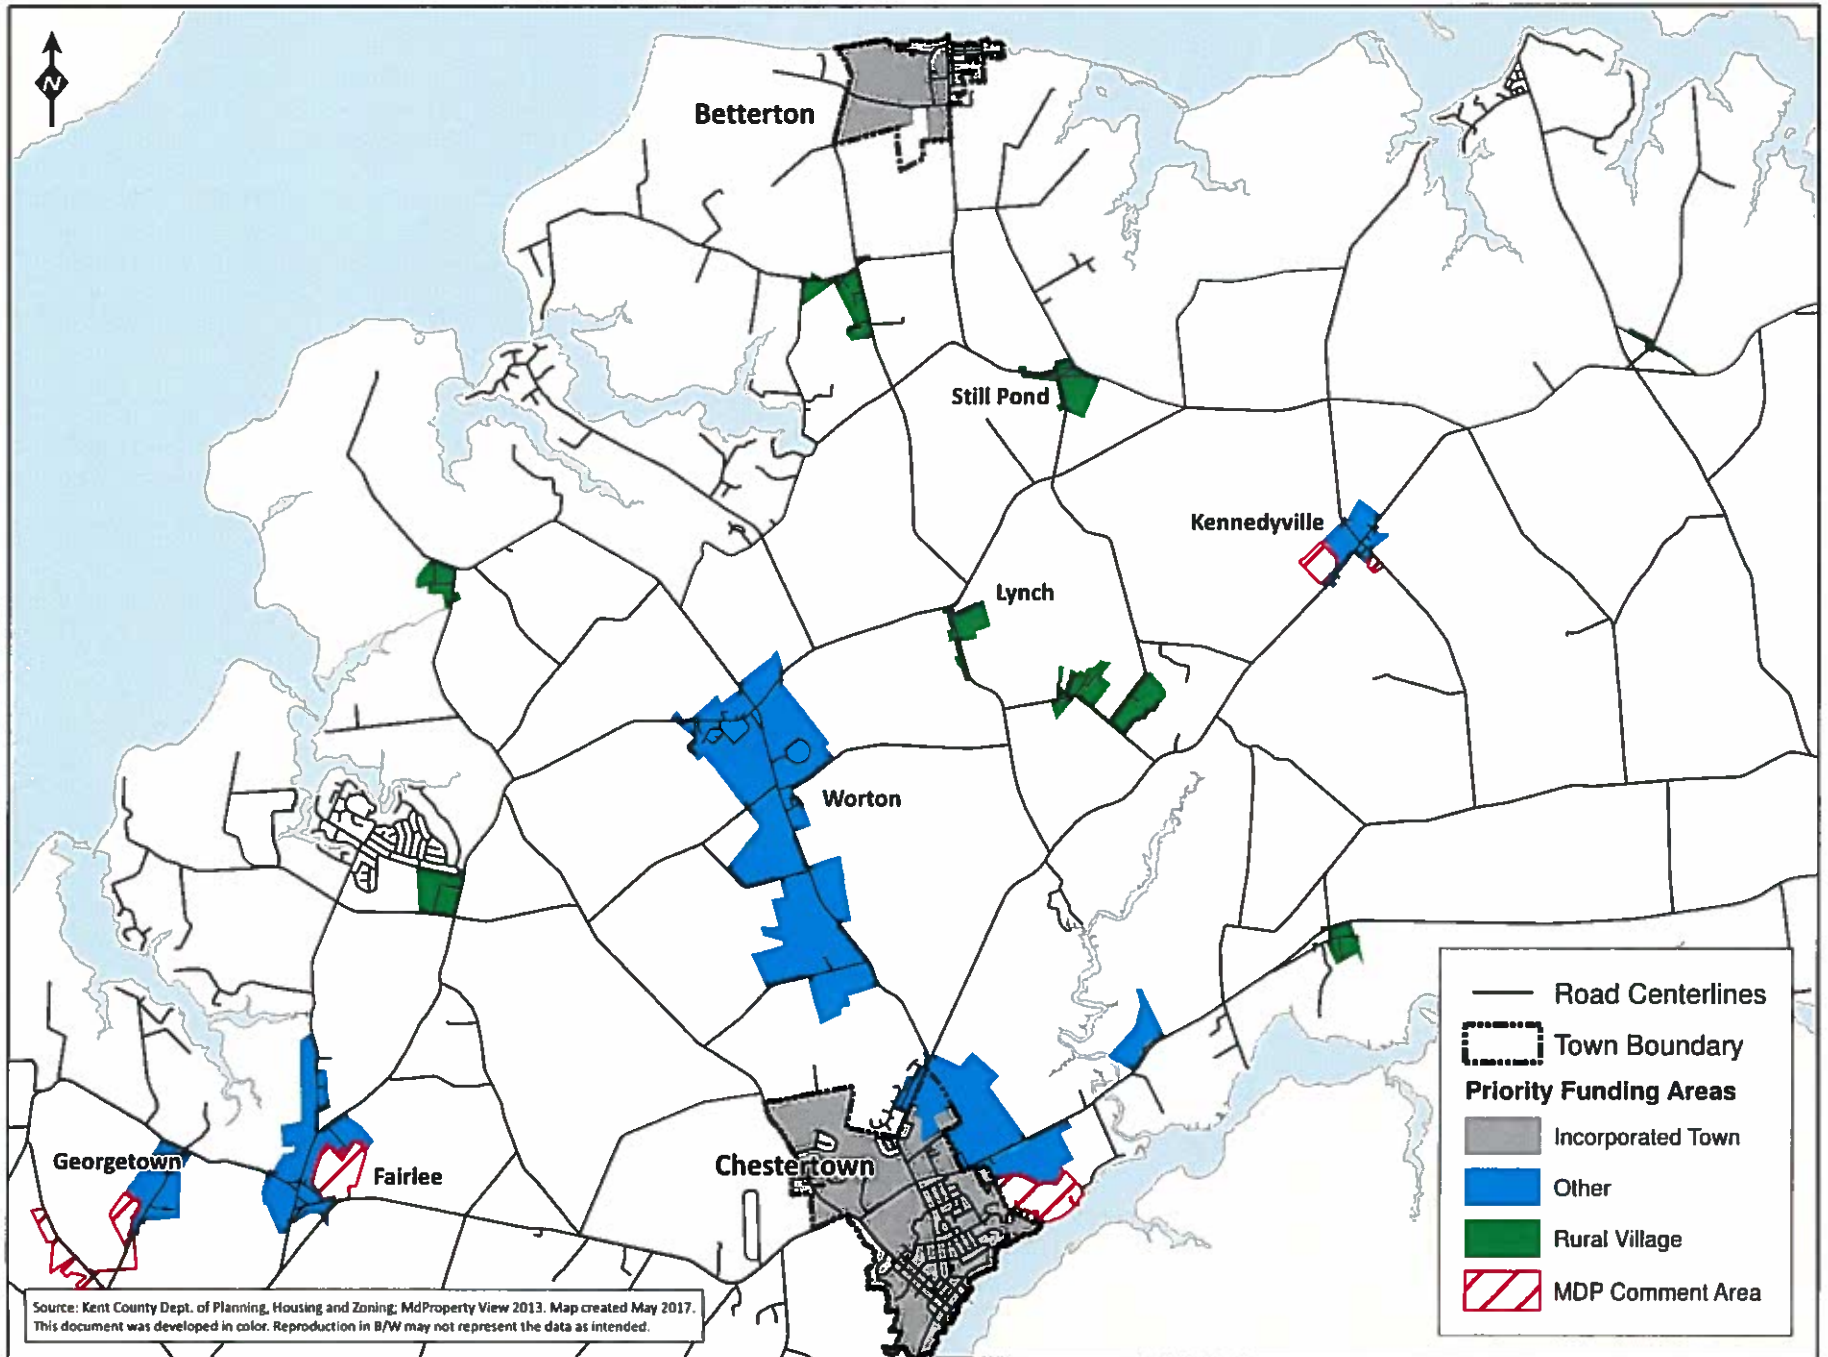 N
Betterton
Still Pond
Kennedyville
Lynch
Worton
Georgetown
Fairlee
Chestertown
Road Centerlines
Town Boundary
Priority Funding Areas
Incorporated Town
Other
Rural Village
MDP Comment Area
Source: Kent County Dept. of Planning, Housing and Zoning; MdProperty View 2013. Map created May 2017.
This document was developed in color. Reproduction in B/W may not represent the data as intended.